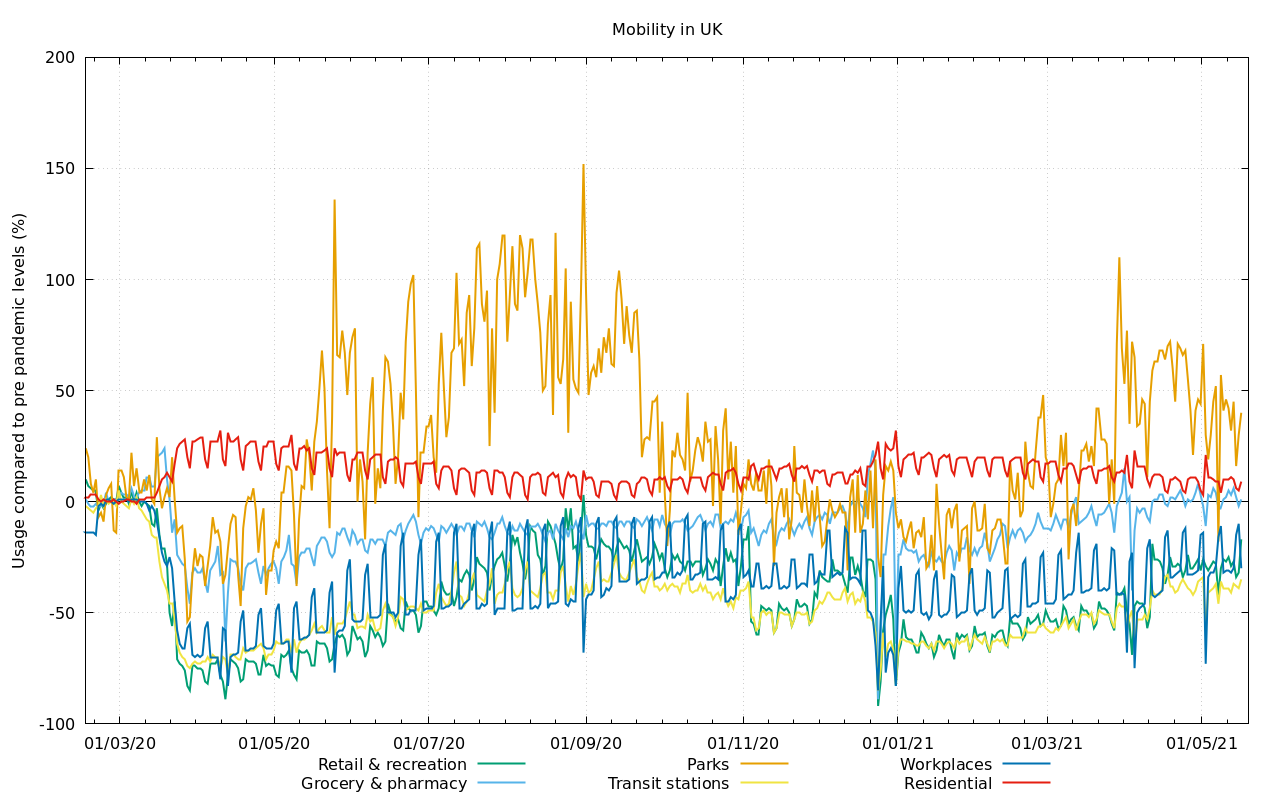 Mobility in UK
Usage compared to pre pandemic levels (%)
200
150
100
50
0
-50
-100
01/03/20 01/05/20 01/07/20 01/09/20 01/11/20 01/01/21 01/03/21 01/05/21
Retail & recreation Parks Workplaces
Grocery & pharmacy Transit stations Residential